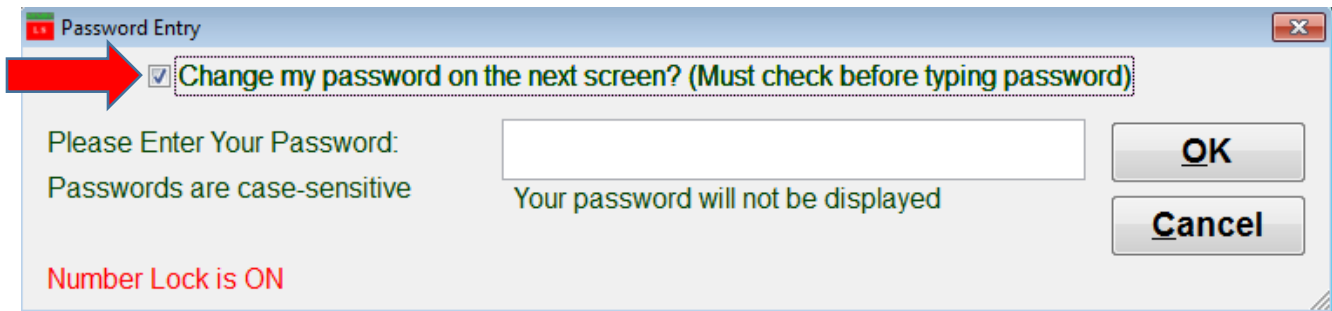 Password Entry
Change my password on the next screen? (Must check before typing password)
Please Enter Your Password:
OK
Passwords are case-sensitive
Your password will not be displayed
Cancel
Number Lock is ON